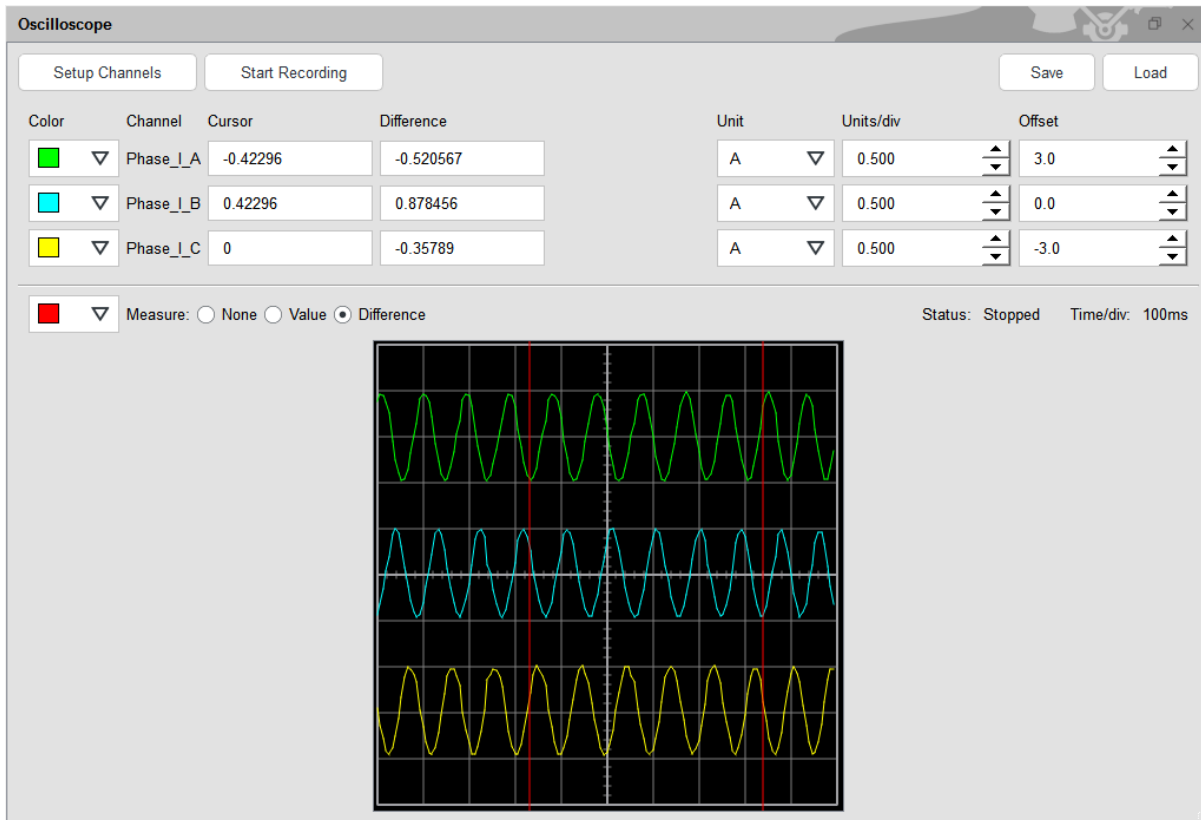 Oscilloscope
Setup Channels Start Recording Save Load
Color Channel Cursor Difference Unit Units/div Offset
Phase_I_A -0.42296 -0.520567 A 0.500 3.0
Phase_I_B 0.42296 0.878456 A 0.500 0.0
Phase_I_C 0 -0.35789 A 0.500 -3.0
Measure: None Value Difference Status: Stopped Time/div: 100ms